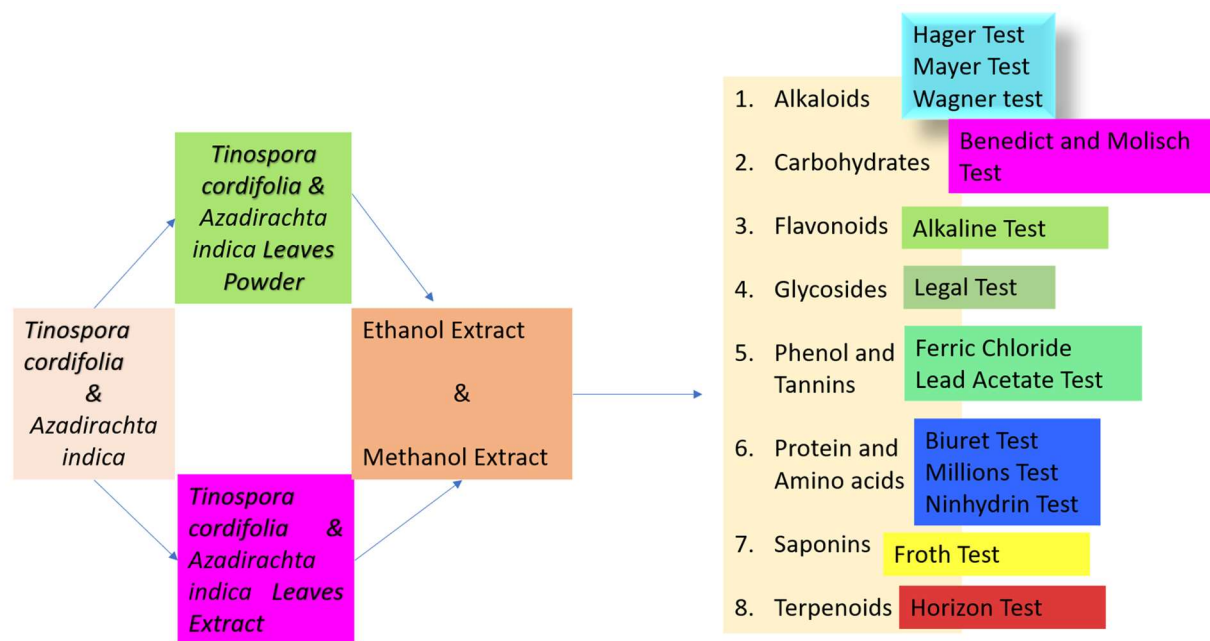 Tinospora
cordifolia
&
Azadirachta
indica
Tinospora
cordifolia &
Azadirachta
indica Leaves
Powder
Tinospora
cordifolia &
Azadirachta
indica Leaves
Extract
Ethanol Extract
&
Methanol Extract
1. Alkaloids
Hager Test
Mayer Test
Wagner test
2. Carbohydrates
Benedict and Molisch
Test
3. Flavonoids
Alkaline Test
4. Glycosides
Legal Test
5. Phenol and
Tannins
Ferric Chloride
Lead Acetate Test
6. Protein and
Amino acids
Biuret Test
Millions Test
Ninhydrin Test
7. Saponins
Froth Test
8. Terpenoids
Horizon Test